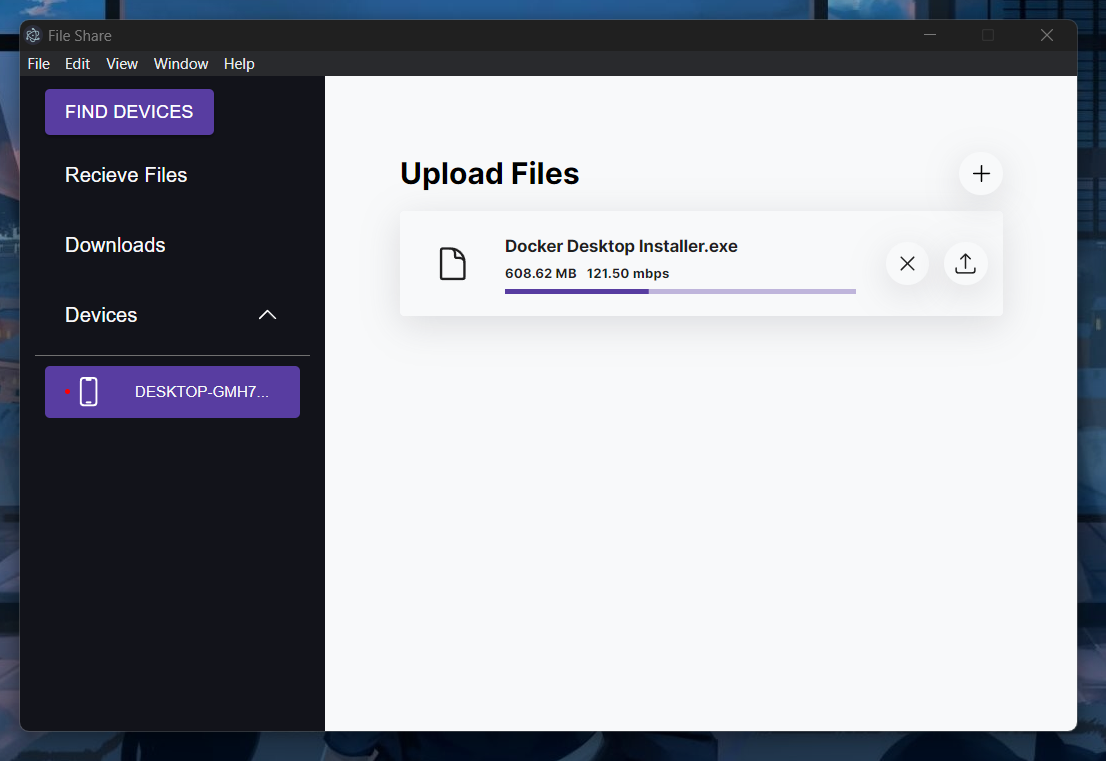 File Share
File Edit View Window Help
FIND DEVICES
Recieve Files
Downloads
Devices
DESKTOP-GMH7...
Upload Files
Docker Desktop Installer.exe
608.62 MB 121.50 mbps